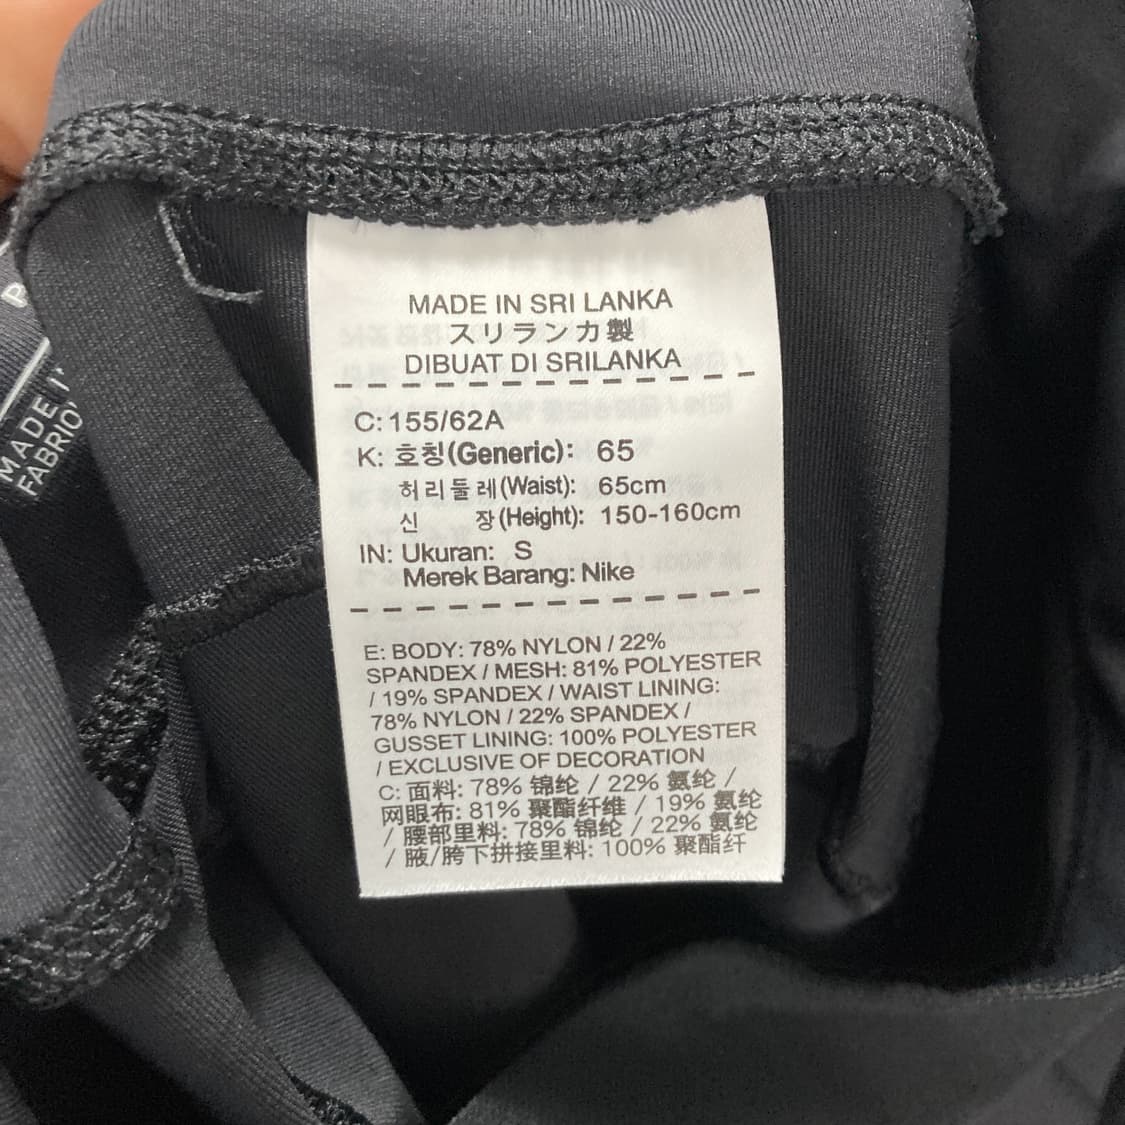 MADE IN SRI LANKA
スリランカ製
DIBUAT DI SRILANKA
C: 155/62A
K: 호칭(Generic): 65
허리둘레(Waist): 65cm
신 장(Height): 150-160cm
IN: Ukuran: S
Merek Barang: Nike
E: BODY: 78% NYLON / 22%
SPANDEX / MESH: 81% POLYESTER
/ 19% SPANDEX / WAIST LINING:
78% NYLON / 22% SPANDEX /
GUSSET LINING: 100% POLYESTER
/ EXCLUSIVE OF DECORATION
C: 面料: 78% 锦纶 / 22% 氨纶 /
网眼布: 81% 聚酯纤维 / 19% 氨纶
/ 腰部里料: 78% 锦纶 / 22% 氨纶
/ 腋/胯下拼接里料: 100% 聚酯纤
MADE
FABRIC